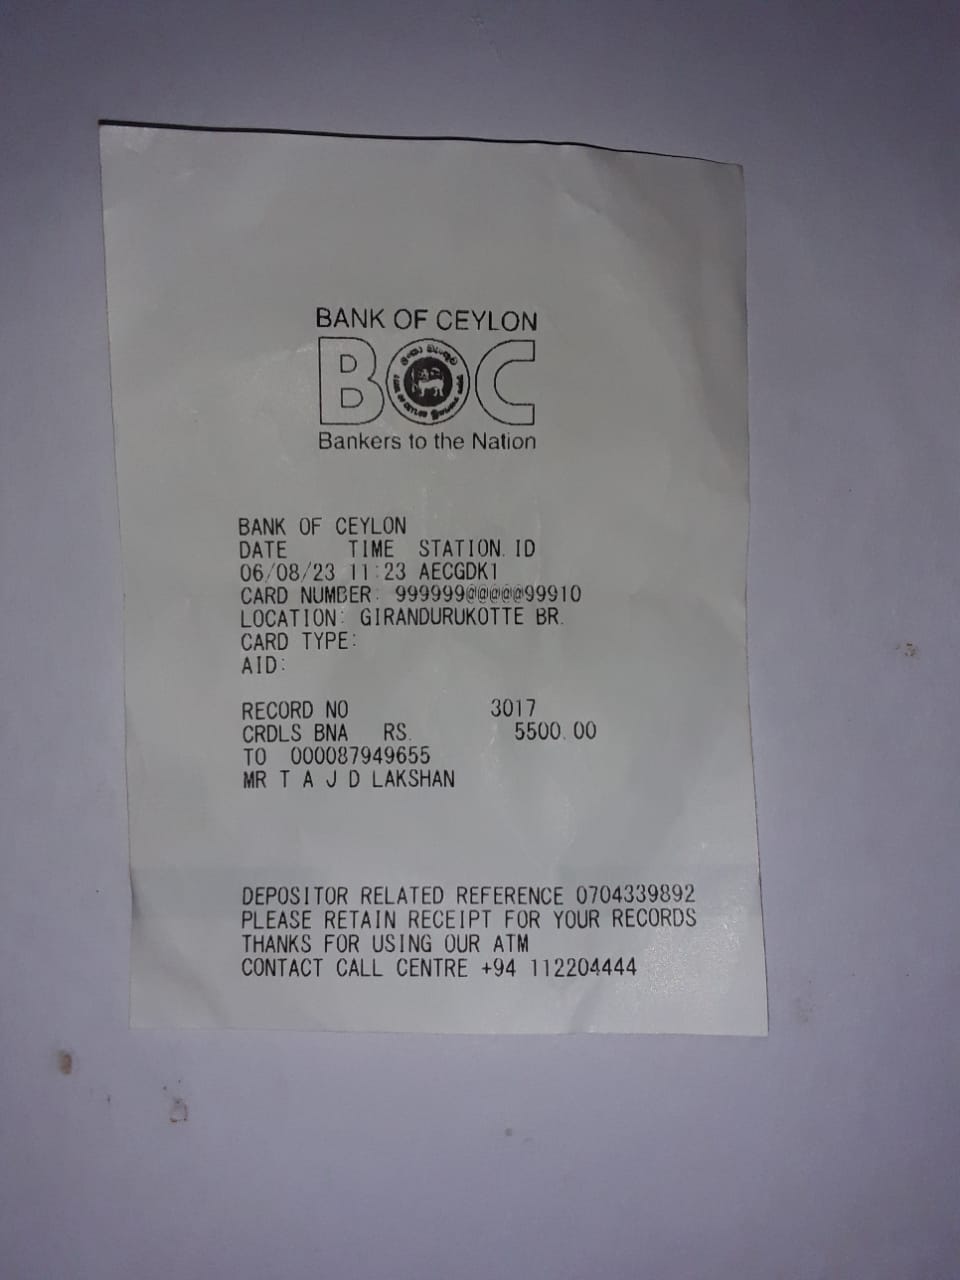 BANK OF CEYLON
BOC
Bankers to the Nation
BANK OF CEYLON
DATE TIME STATION ID
06/08/23 11:23 AECGDK1
CARD NUMBER: 999999@@@@@99910
LOCATION: GIRANDURUKOTTE BR.
CARD TYPE:
AID:
RECORD NO 3017
CRDLS BNA RS. 5500.00
TO 000087949655
MR T A J D LAKSHAN
DEPOSITOR RELATED REFERENCE 0704339892
PLEASE RETAIN RECEIPT FOR YOUR RECORDS
THANKS FOR USING OUR ATM
CONTACT CALL CENTRE +94 112204444